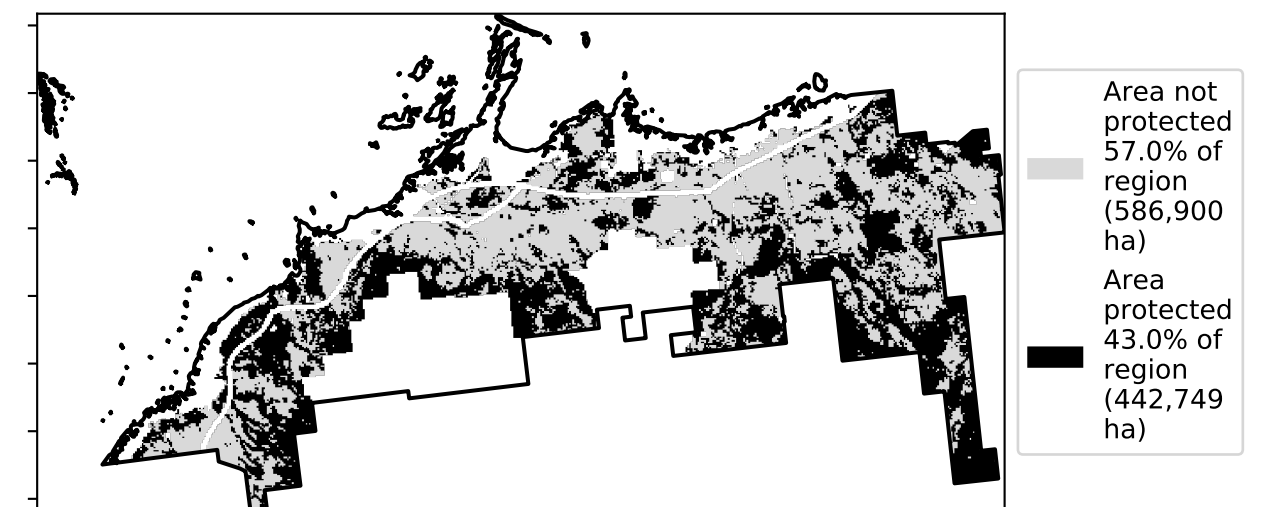 Area not
protected
57.0% of
region
(586,900
ha)
Area
protected
43.0% of
region
(442,749
ha)